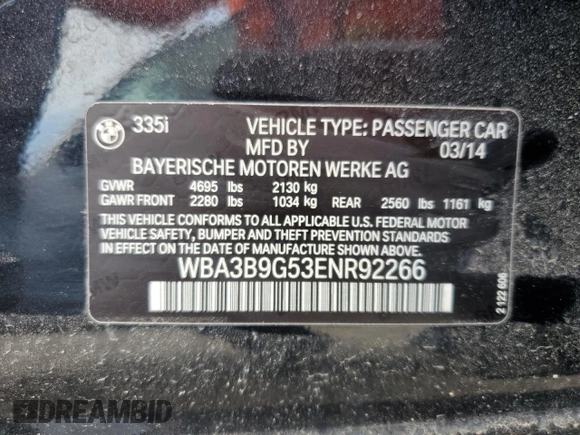 335i VEHICLE TYPE: PASSENGER CAR
MFD BY 03/14
BAYERISCHE MOTOREN WERKE AG
GVWR 4695 lbs 2130 kg
GAWR FRONT 2280 lbs 1034 kg REAR 2560 lbs 1161 kg
THIS VEHICLE CONFORMS TO ALL APPLICABLE U.S. FEDERAL MOTOR
VEHICLE SAFETY, BUMPER AND THEFT PREVENTION STANDARDS
IN EFFECT ON THE DATE OF MANUFACTURE SHOWN ABOVE.
WBA3B9G53ENR92266
2 122 606
DREAMBID